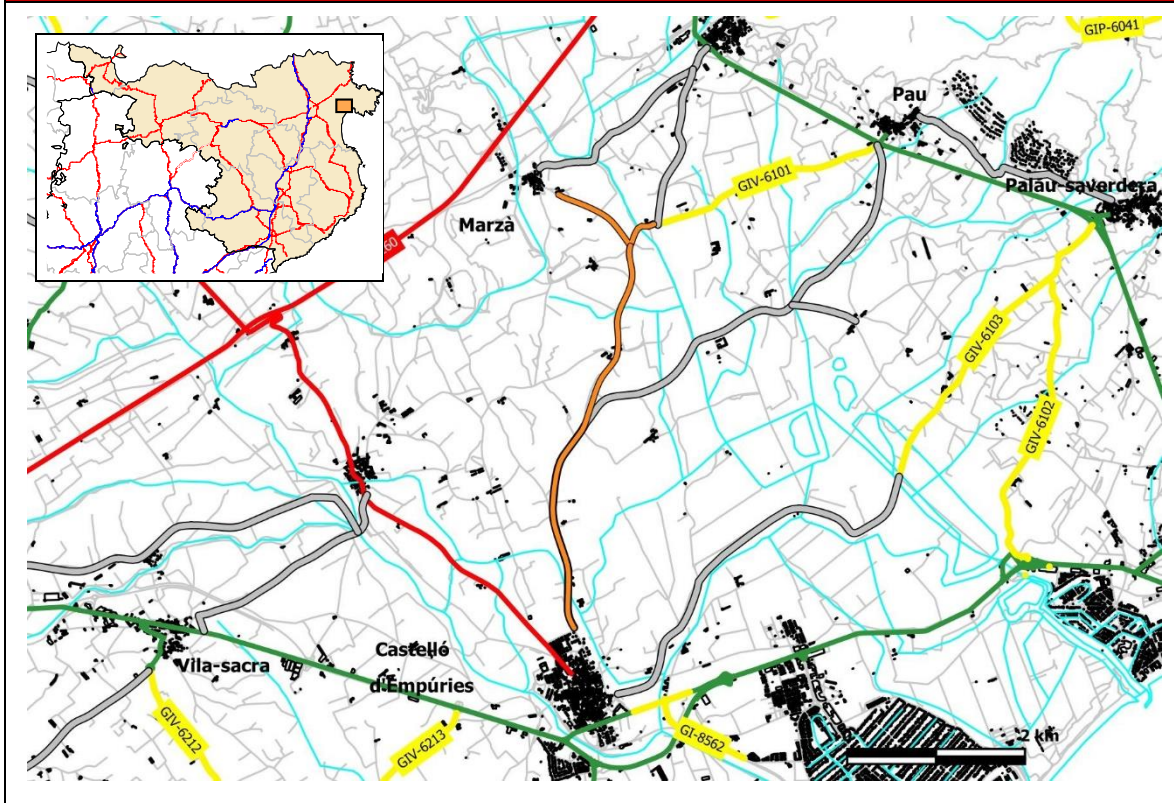 GIP-6041
Pau
GIV-6101
Palau-saverdera
Marzà
60
GIV-6103
GIV-6102
Castelló
d'Empúries
Vila-sacra
GIV-6212
GIV-6213
GI-8562
2 km